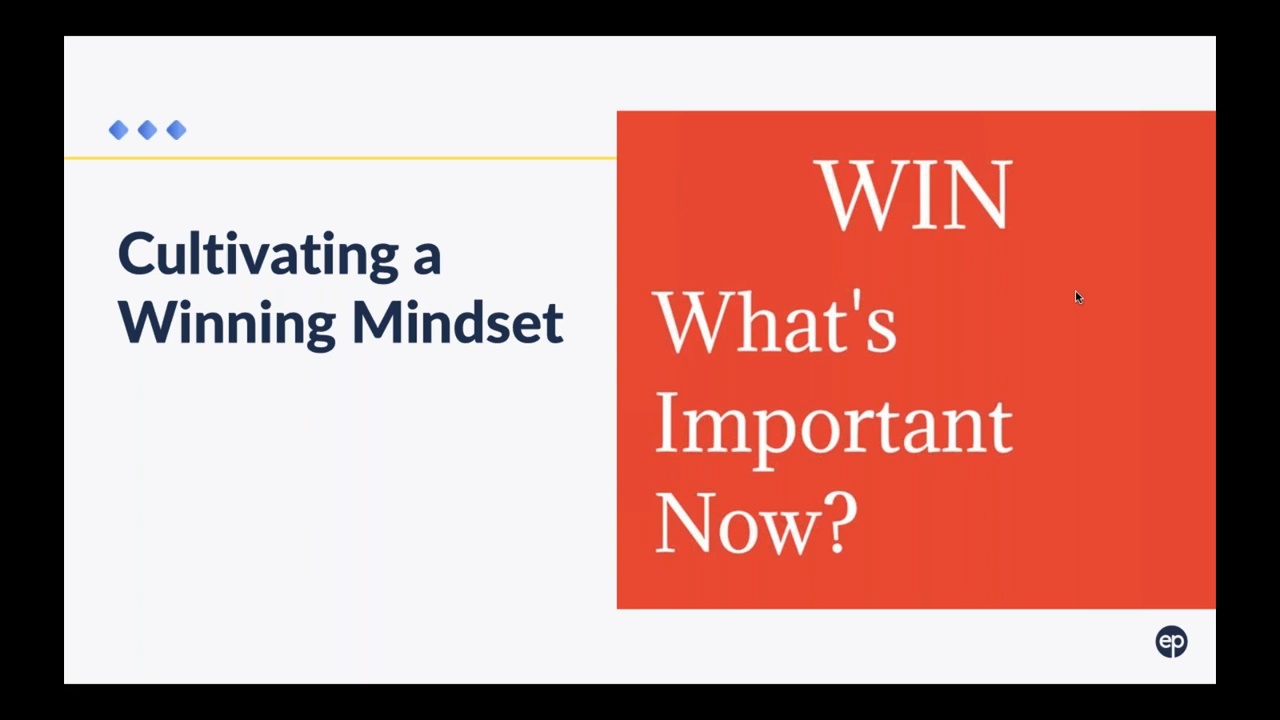 Cultivating a
Winning Mindset
WIN
What's
Important
Now?
ep